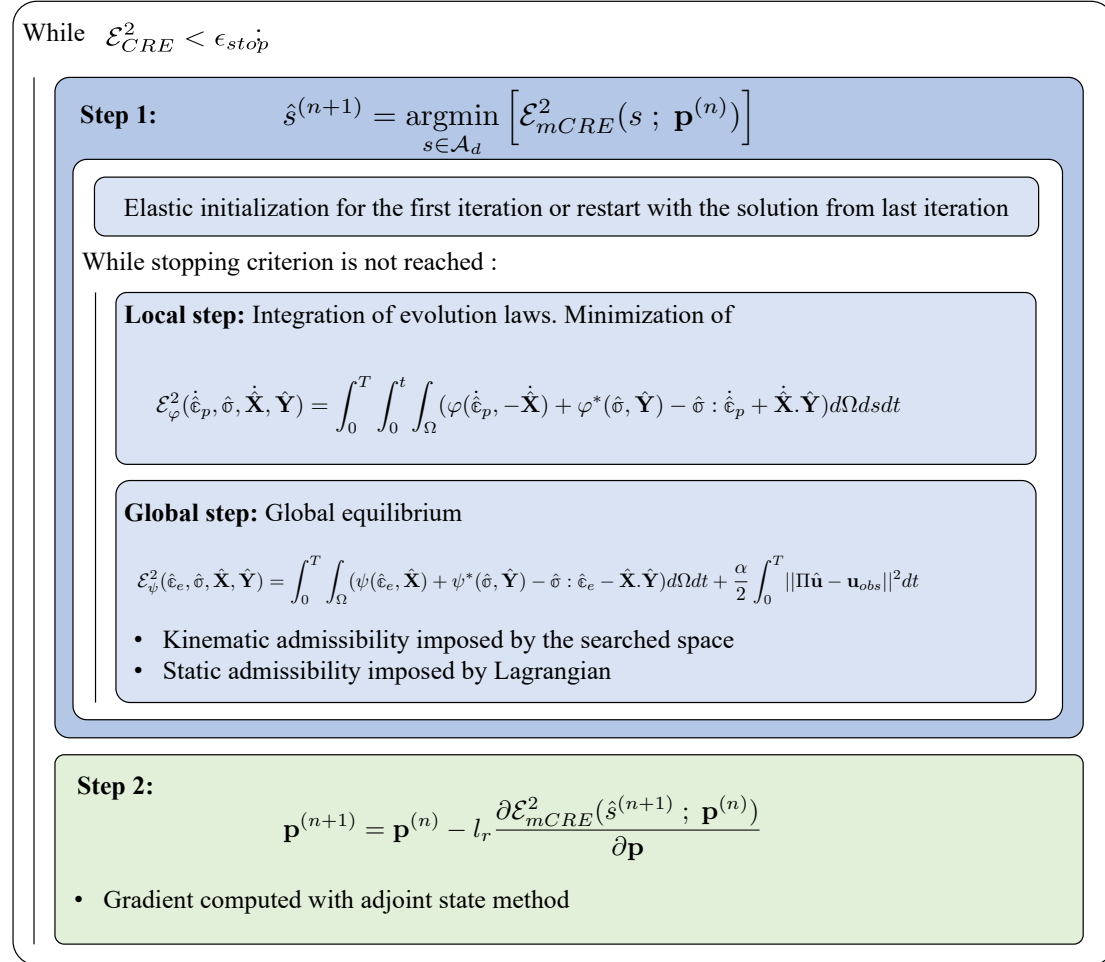 While $\mathcal{E}^2_{CRE} < \epsilon_{stop}$ :
Step 1: $\hat{s}^{(n+1)} = \underset{s \in \mathcal{A}_d}{\mathrm{argmin}} \left[ \mathcal{E}^2_{mCRE}(s \; ; \; \mathbf{p}^{(n)}) \right]$
Elastic initialization for the first iteration or restart with the solution from last iteration
While stopping criterion is not reached :
Local step: Integration of evolution laws. Minimization of
$\mathcal{E}^2_{\varphi}(\dot{\hat{\varepsilon}}_p, \hat{\sigma}, \dot{\hat{\mathbf{X}}}, \hat{\mathbf{Y}}) = \int_0^T \int_0^t \int_\Omega (\varphi(\dot{\hat{\varepsilon}}_p, -\dot{\hat{\mathbf{X}}}) + \varphi^*(\hat{\sigma}, \hat{\mathbf{Y}}) - \hat{\sigma} : \dot{\hat{\varepsilon}}_p + \dot{\hat{\mathbf{X}}}.\hat{\mathbf{Y}}) d\Omega ds dt$
Global step: Global equilibrium
$\mathcal{E}^2_{\psi}(\hat{\varepsilon}_e, \hat{\sigma}, \hat{\mathbf{X}}, \hat{\mathbf{Y}}) = \int_0^T \int_\Omega (\psi(\hat{\varepsilon}_e, \hat{\mathbf{X}}) + \psi^*(\hat{\sigma}, \hat{\mathbf{Y}}) - \hat{\sigma} : \hat{\varepsilon}_e - \hat{\mathbf{X}}.\hat{\mathbf{Y}}) d\Omega dt + \frac{\alpha}{2} \int_0^T ||\Pi \hat{\mathbf{u}} - \mathbf{u}_{obs}||^2 dt$
• Kinematic admissibility imposed by the searched space
• Static admissibility imposed by Lagrangian
Step 2:
$\mathbf{p}^{(n+1)} = \mathbf{p}^{(n)} - l_r \frac{\partial \mathcal{E}^2_{mCRE}(\hat{s}^{(n+1)} \; ; \; \mathbf{p}^{(n)})}{\partial \mathbf{p}}$
• Gradient computed with adjoint state method